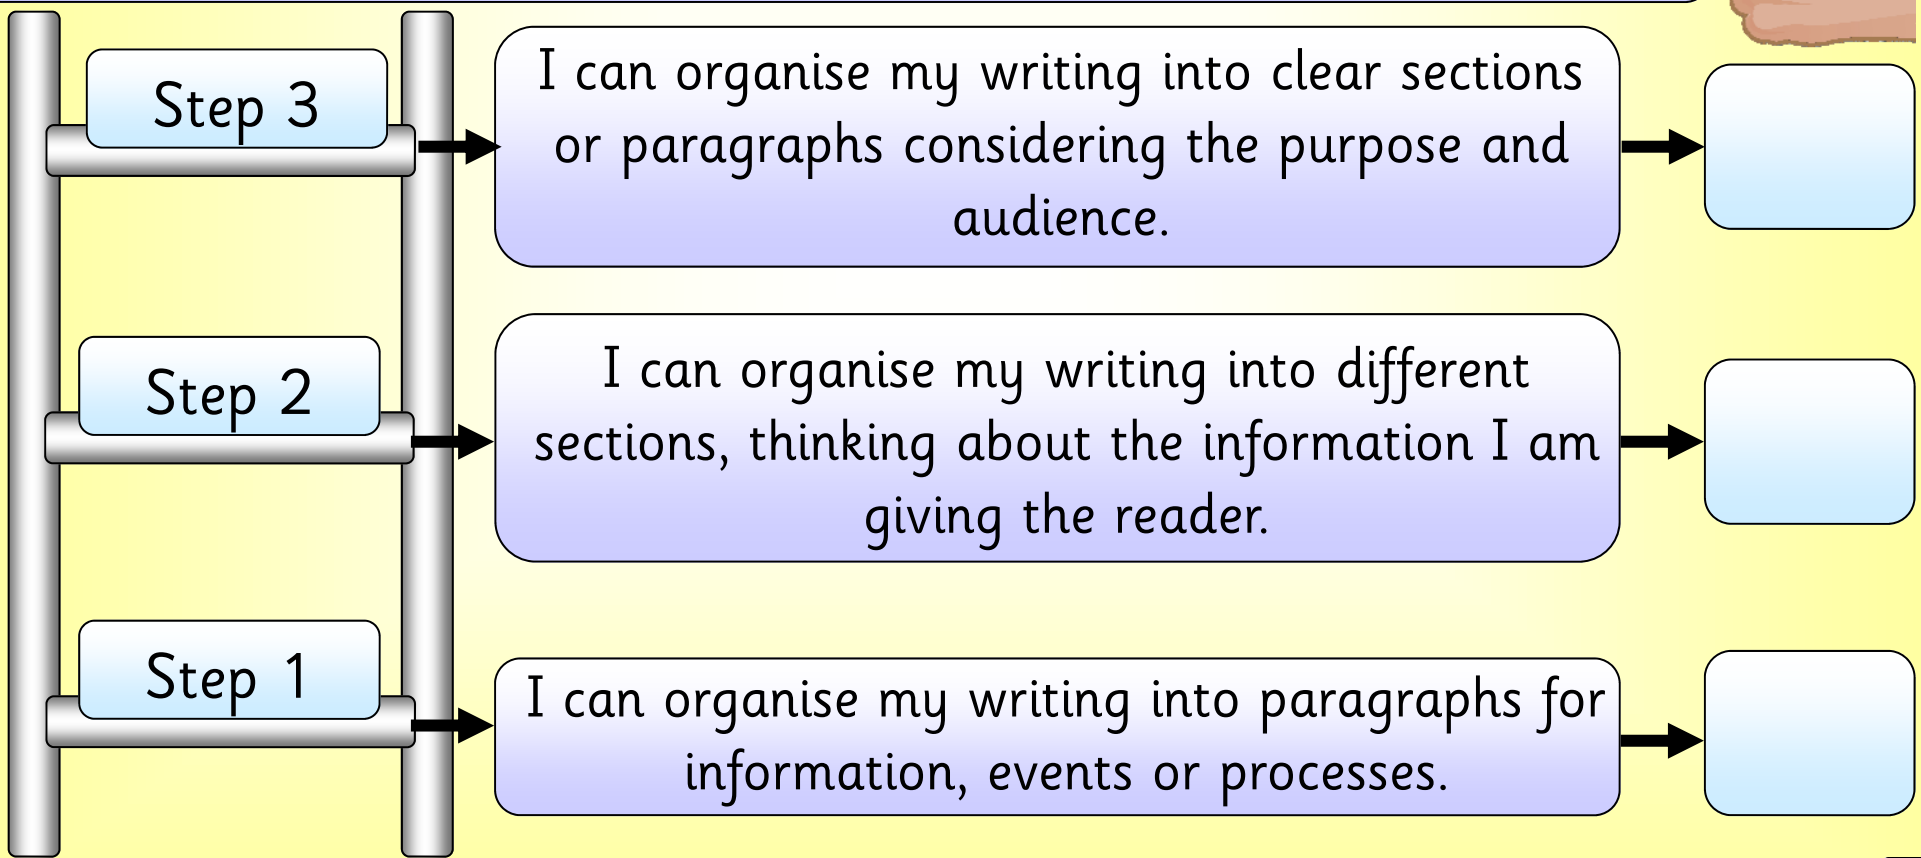 Step 3
I can organise my writing into clear sections
or paragraphs considering the purpose and
audience.
Step 2
I can organise my writing into different
sections, thinking about the information I am
giving the reader.
Step 1
I can organise my writing into paragraphs for
information, events or processes.